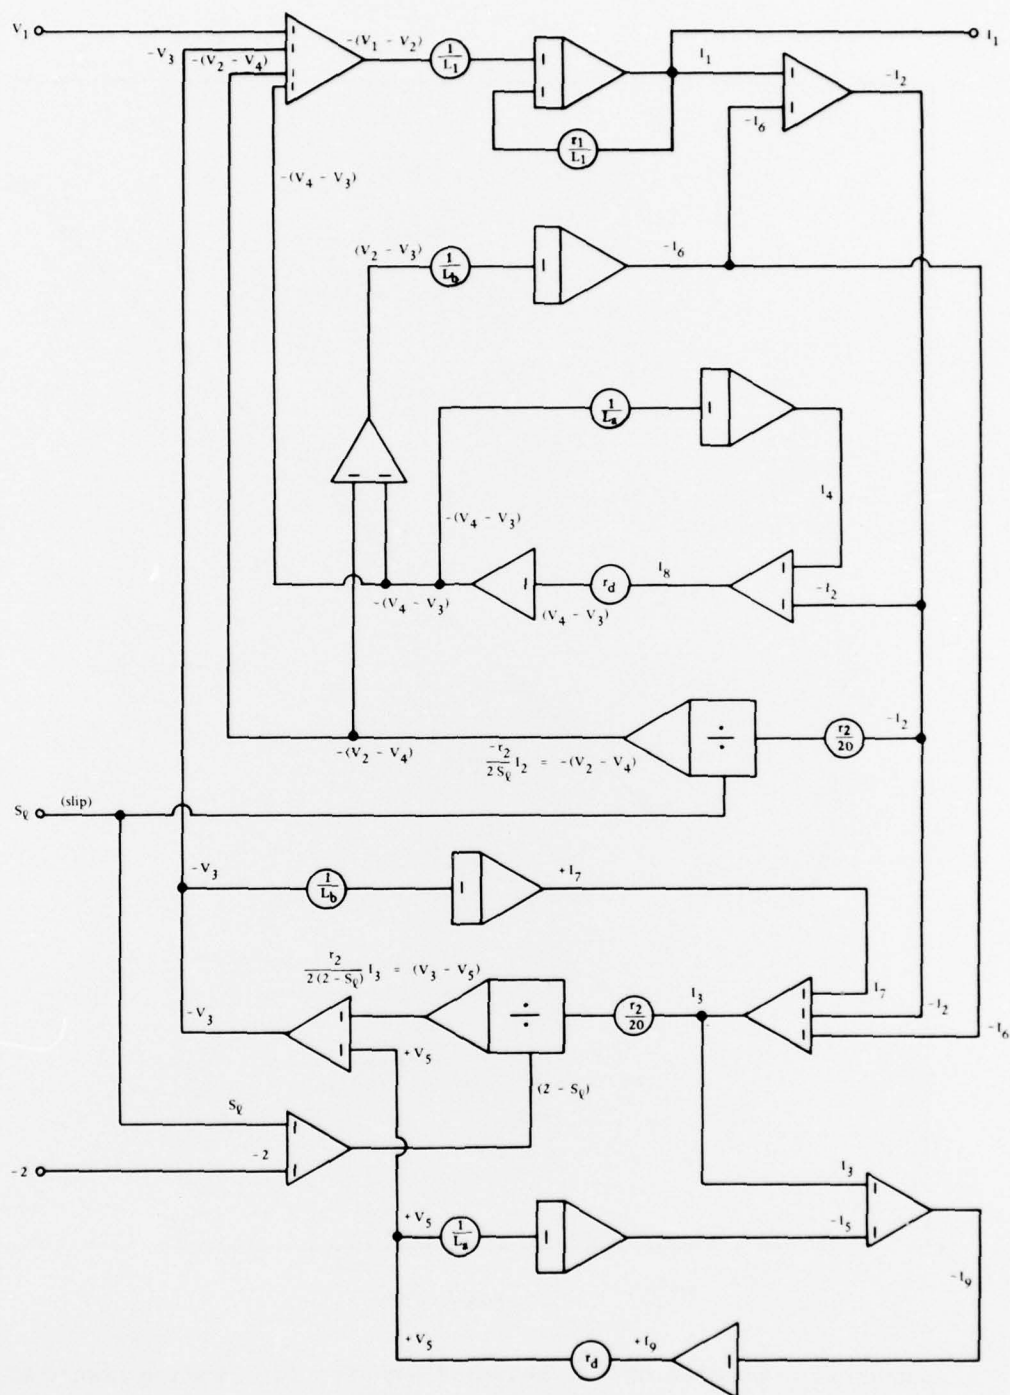 V1
I1
-V3
-(V2 - V4)
-(V1 - V2)
1/L1
I1
-I2
-I6
r1/L1
-(V4 - V3)
(V2 - V3)
1/Lb
-I6
1/La
I4
-(V4 - V3)
I8
rd
-I2
-(V4 - V3)
(V4 - V3)
r2/20
-I2
÷
-(V2 - V4)
-r2/2Sℓ I2 = -(V2 - V4)
Sℓ
(slip)
-V3
1/Lb
+I7
r2/2(2 - Sℓ) I3 = (V3 - V5)
I7
-V3
÷
r2/20
I3
-I2
-I6
+V5
(2 - Sℓ)
Sℓ
-2
-2
I3
+V5
1/La
-I5
-I9
+V5
rd
+I9